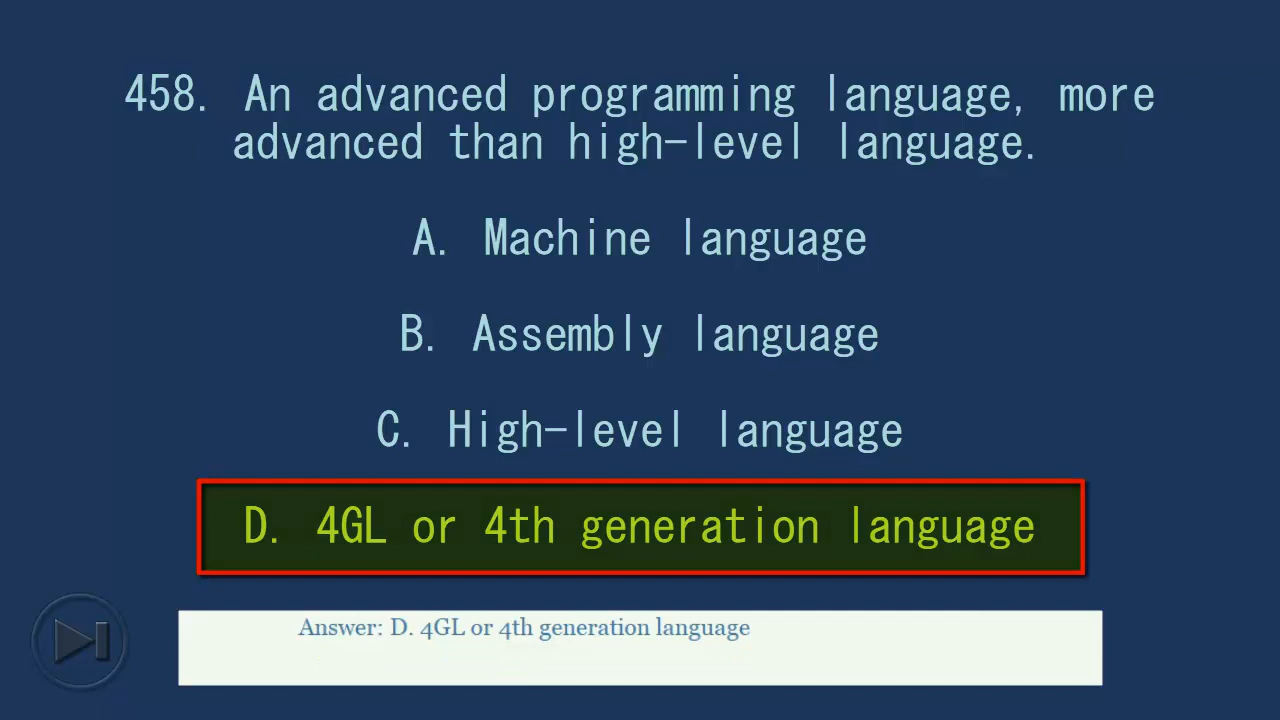 458. An advanced programming language, more
advanced than high-level language.
A. Machine language
B. Assembly language
C. High-level language
D. 4GL or 4th generation language
Answer: D. 4GL or 4th generation language